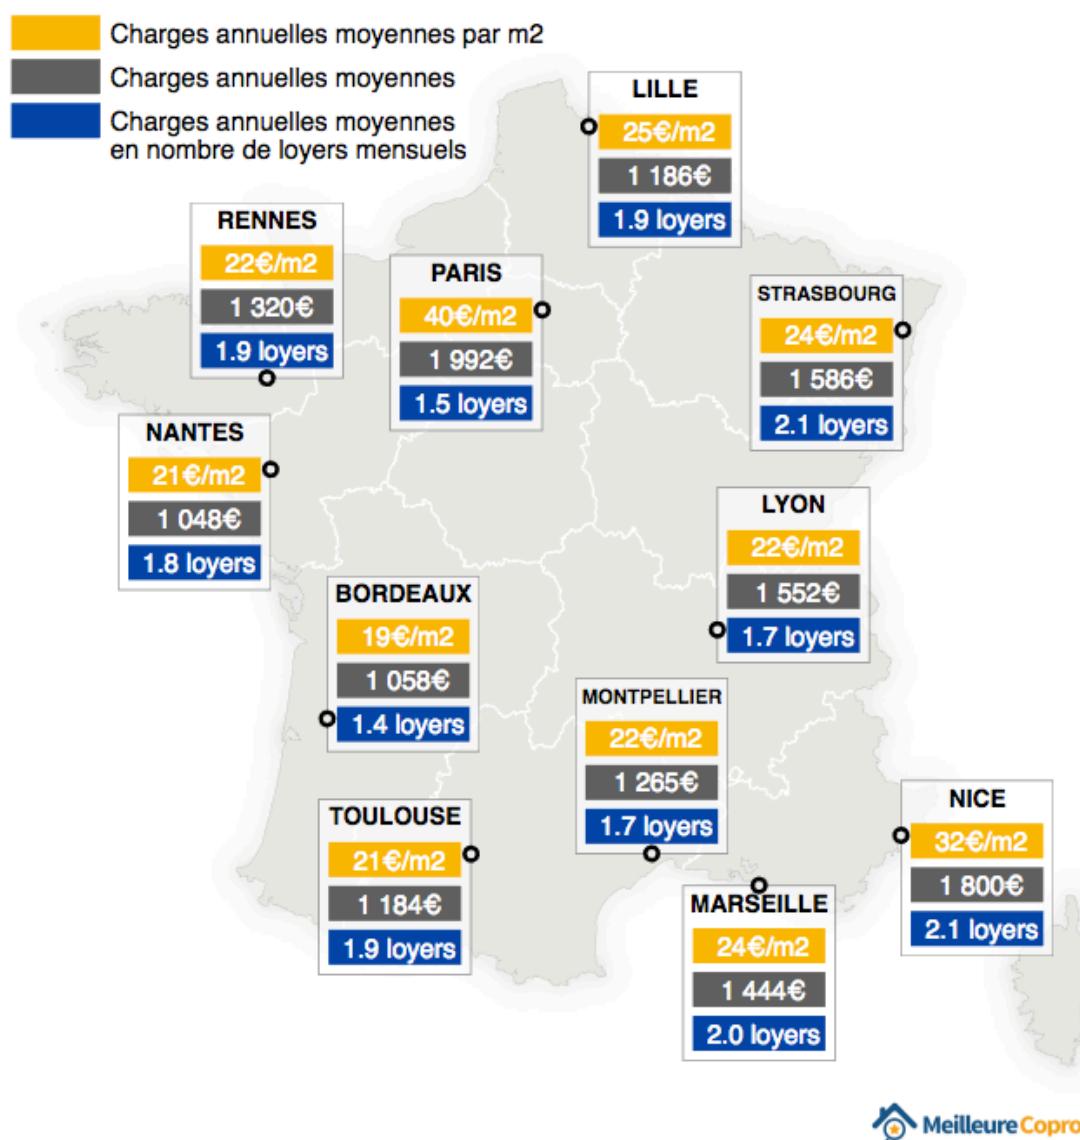 Charges annuelles moyennes par m2
Charges annuelles moyennes
Charges annuelles moyennes
en nombre de loyers mensuels
LILLE
25€/m2
1 186€
1.9 loyers
RENNES
22€/m2
1 320€
1.9 loyers
PARIS
40€/m2
1 992€
1.5 loyers
STRASBOURG
24€/m2
1 586€
2.1 loyers
NANTES
21€/m2
1 048€
1.8 loyers
LYON
22€/m2
1 552€
1.7 loyers
BORDEAUX
19€/m2
1 058€
1.4 loyers
MONTPELLIER
22€/m2
1 265€
1.7 loyers
TOULOUSE
21€/m2
1 184€
1.9 loyers
NICE
32€/m2
1 800€
2.1 loyers
MARSEILLE
24€/m2
1 444€
2.0 loyers
MeilleureCopro